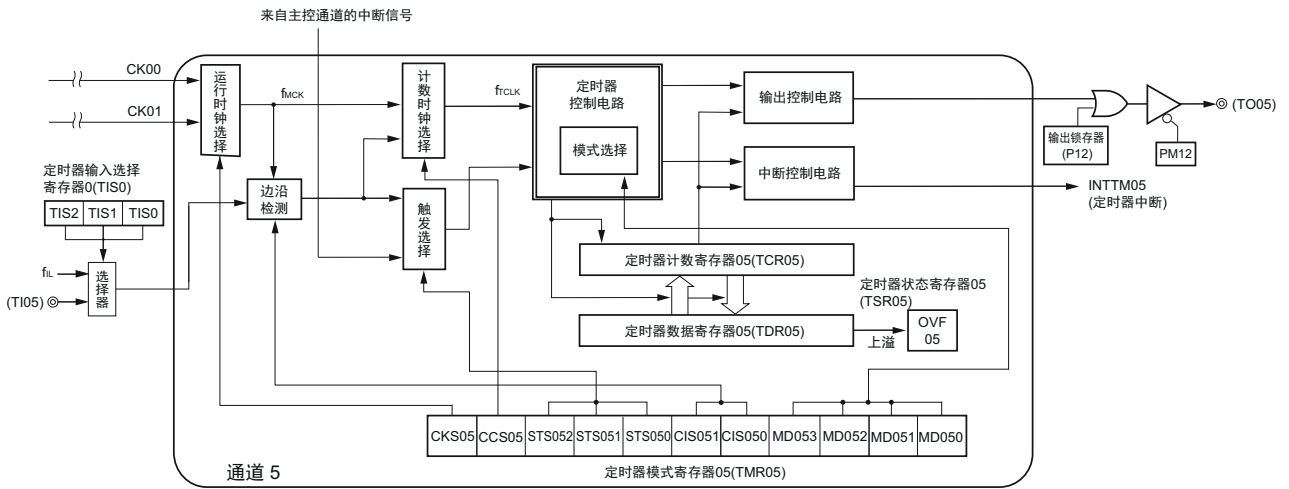 来自主控通道的中断信号
CK00
CK01
运行时钟选择
fMCK
计数时钟选择
fTCLK
定时器
控制电路
模式选择
输出控制电路
中断控制电路
输出锁存器
(P12)
PM12
(TO05)
INTTM05
(定时器中断)
定时器输入选择
寄存器0(TIS0)
TIS2 TIS1 TIS0
边沿
检测
触发选择
fIL
(TI05)
选择器
定时器计数寄存器05(TCR05)
定时器数据寄存器05(TDR05)
定时器状态寄存器05
(TSR05)
上溢
OVF
05
CKS05 CCS05 STS052 STS051 STS050 CIS051 CIS050 MD053 MD052 MD051 MD050
通道 5
定时器模式寄存器05(TMR05)